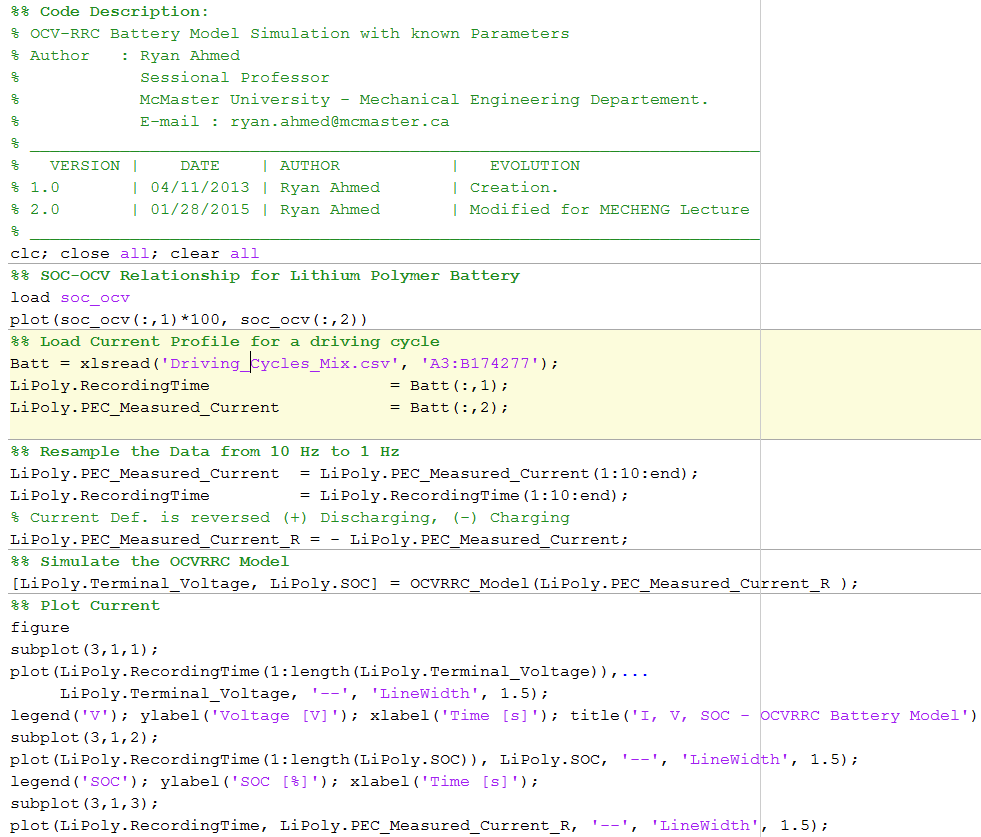 %% Code Description:
% OCV-RRC Battery Model Simulation with known Parameters
% Author   : Ryan Ahmed
%            Sessional Professor
%            McMaster University - Mechanical Engineering Departement.
%            E-mail : ryan.ahmed@mcmaster.ca
% _________________________________________________________________________
%   VERSION |    DATE    | AUTHOR           |   EVOLUTION
% 1.0       | 04/11/2013 | Ryan Ahmed       | Creation.
% 2.0       | 01/28/2015 | Ryan Ahmed       | Modified for MECHENG Lecture
% _________________________________________________________________________
clc; close all; clear all
%% SOC-OCV Relationship for Lithium Polymer Battery
load soc_ocv
plot(soc_ocv(:,1)*100, soc_ocv(:,2))
%% Load Current Profile for a driving cycle
Batt = xlsread('Driving_Cycles_Mix.csv', 'A3:B174277');
LiPoly.RecordingTime                  = Batt(:,1);
LiPoly.PEC_Measured_Current           = Batt(:,2);
%% Resample the Data from 10 Hz to 1 Hz
LiPoly.PEC_Measured_Current  = LiPoly.PEC_Measured_Current(1:10:end);
LiPoly.RecordingTime         = LiPoly.RecordingTime(1:10:end);
% Current Def. is reversed (+) Discharging, (-) Charging
LiPoly.PEC_Measured_Current_R = - LiPoly.PEC_Measured_Current;
%% Simulate the OCVRRC Model
[LiPoly.Terminal_Voltage, LiPoly.SOC] = OCVRRC_Model(LiPoly.PEC_Measured_Current_R );
%% Plot Current
figure
subplot(3,1,1);
plot(LiPoly.RecordingTime(1:length(LiPoly.Terminal_Voltage)),...
     LiPoly.Terminal_Voltage, '--', 'LineWidth', 1.5);
legend('V'); ylabel('Voltage [V]'); xlabel('Time [s]'); title('I, V, SOC - OCVRRC Battery Model')
subplot(3,1,2);
plot(LiPoly.RecordingTime(1:length(LiPoly.SOC)), LiPoly.SOC, '--', 'LineWidth', 1.5);
legend('SOC'); ylabel('SOC [%]'); xlabel('Time [s]');
subplot(3,1,3);
plot(LiPoly.RecordingTime, LiPoly.PEC_Measured_Current_R, '--', 'LineWidth', 1.5);